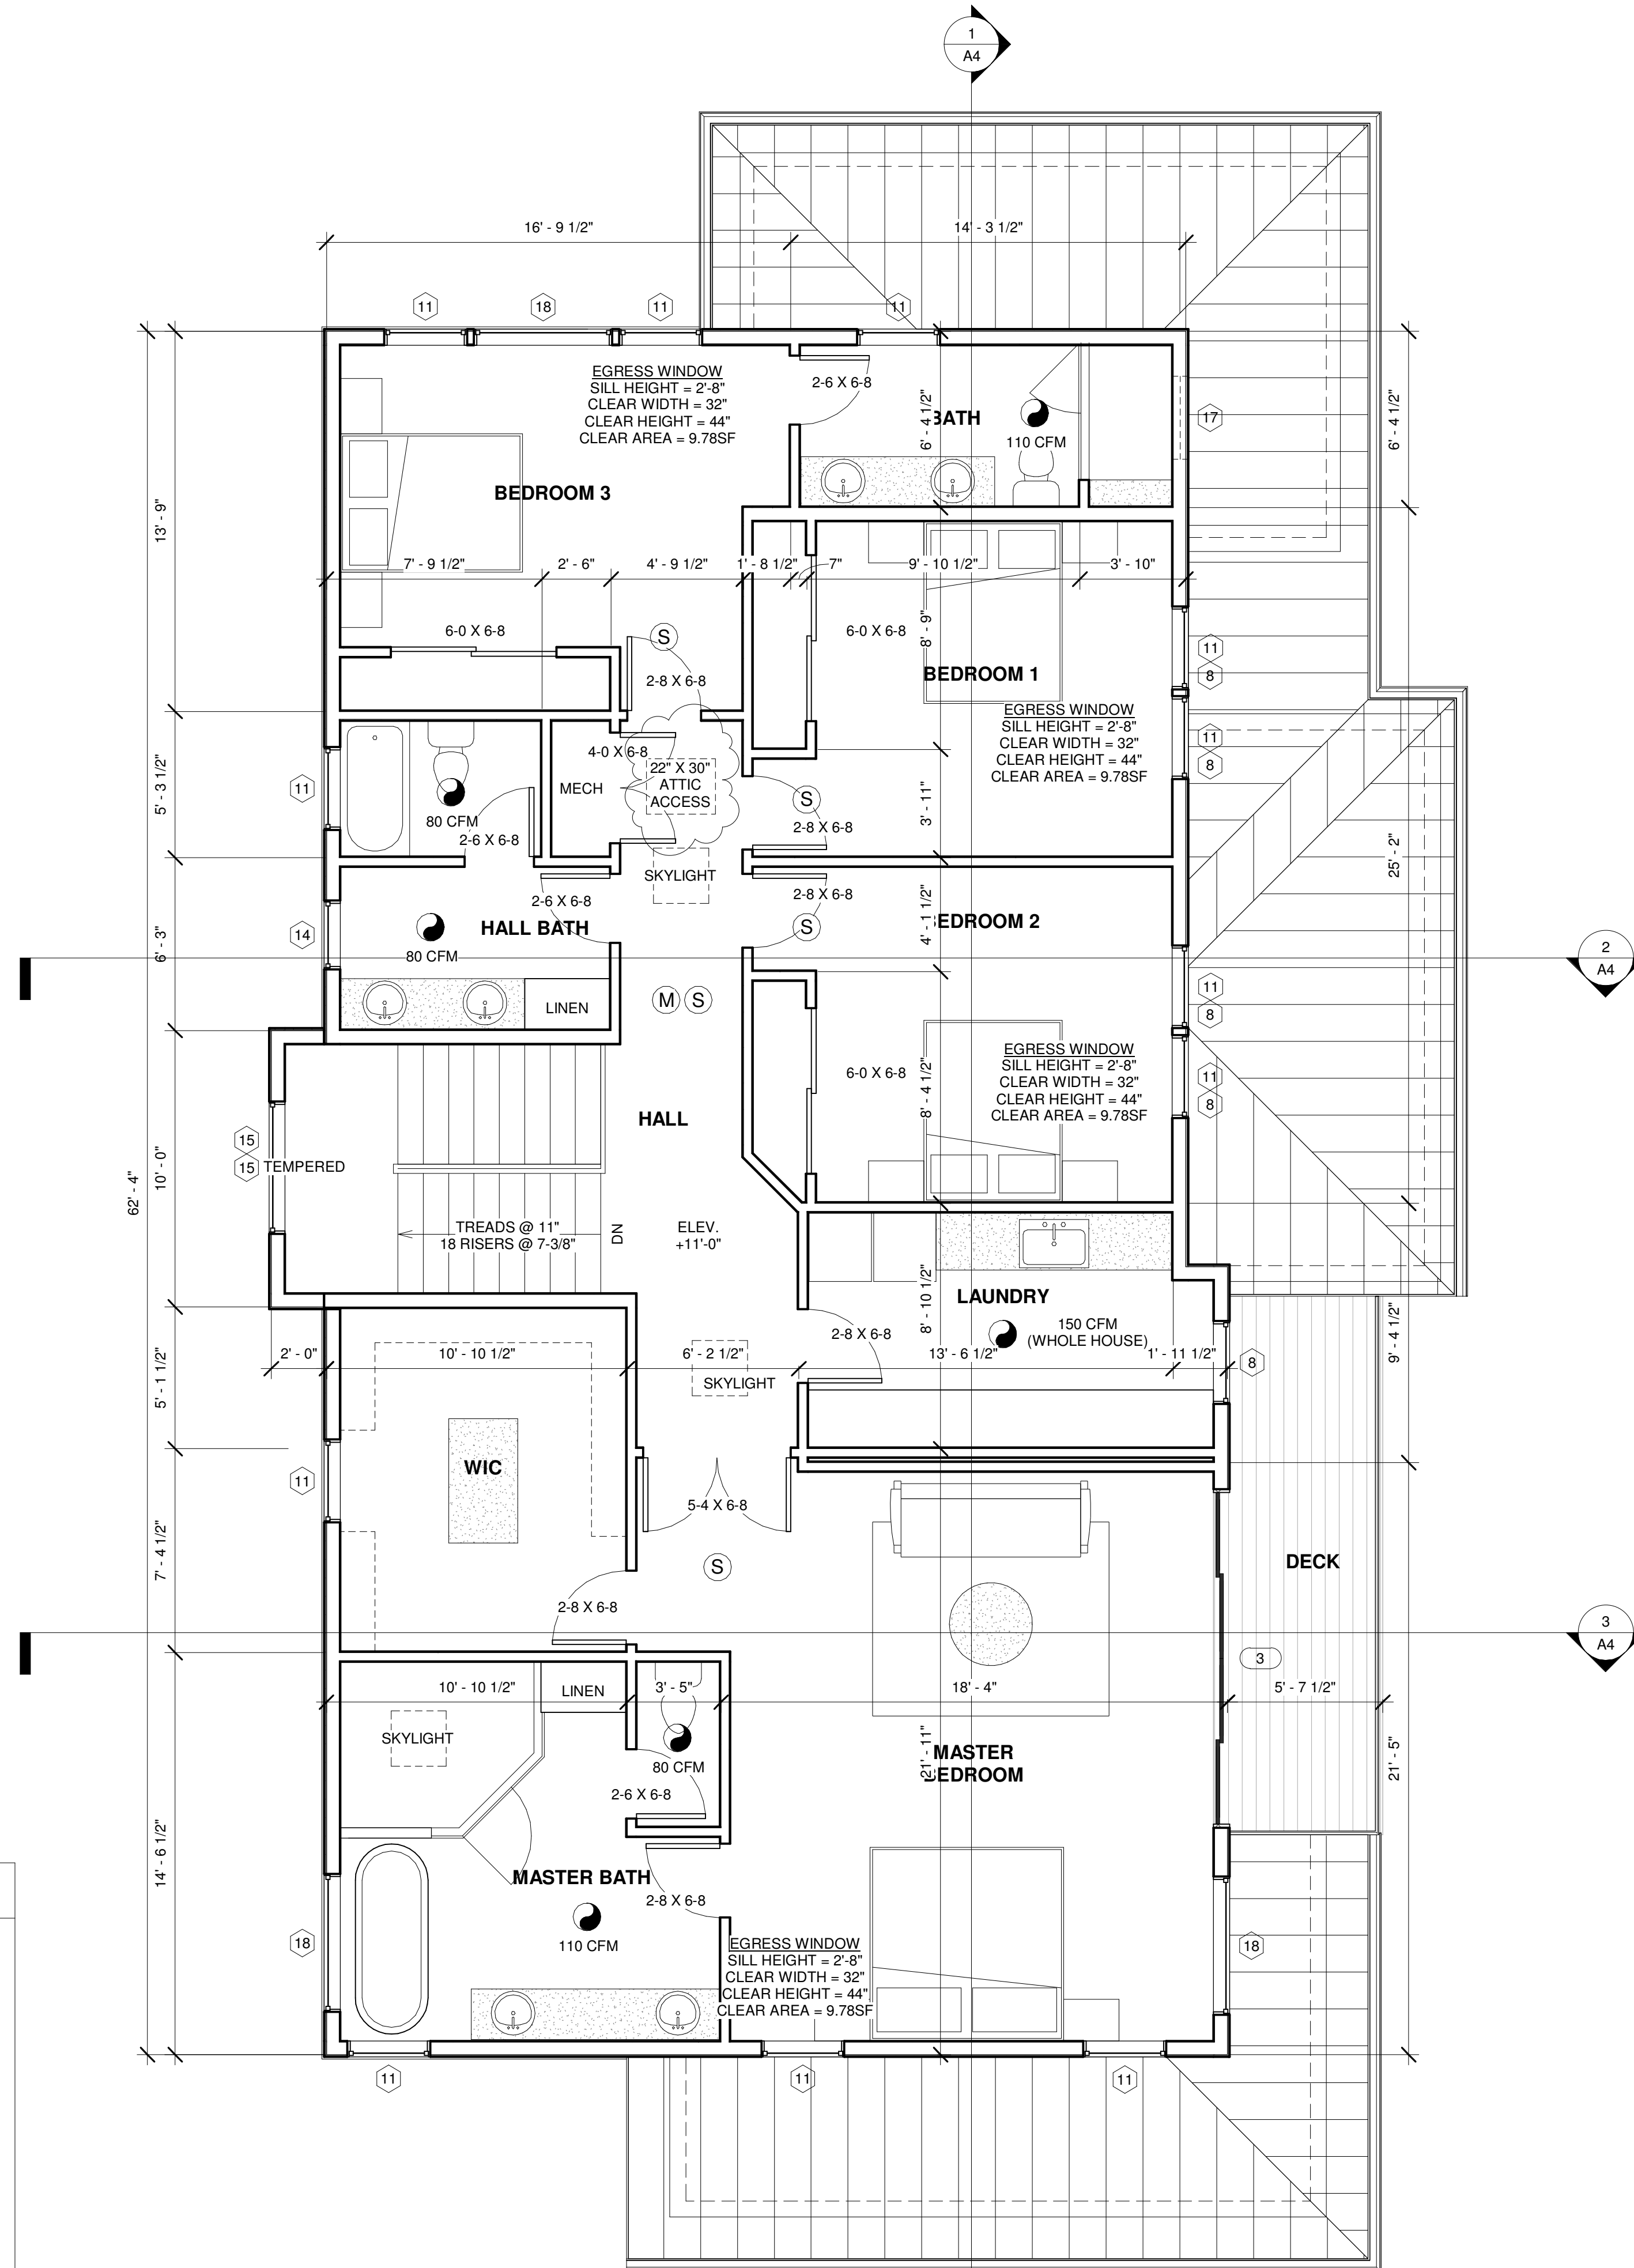 1
A4
16' - 9 1/2"
14' - 3 1/2"
11
18
11
11
EGRESS WINDOW
SILL HEIGHT = 2'-8"
CLEAR WIDTH = 32"
CLEAR HEIGHT = 44"
CLEAR AREA = 9.78SF
2-6 X 6-8
6' - 4 1/2"
BATH
110 CFM
17
6' - 4 1/2"
BEDROOM 3
13' - 9"
7' - 9 1/2"
2' - 6"
4' - 9 1/2"
1' - 8 1/2"
7"
9' - 10 1/2"
3' - 10"
6-0 X 6-8
S
6-0 X 6-8
8' - 9"
11
8
2-8 X 6-8
BEDROOM 1
EGRESS WINDOW
SILL HEIGHT = 2'-8"
CLEAR WIDTH = 32"
CLEAR HEIGHT = 44"
CLEAR AREA = 9.78SF
11
8
4-0 X 6-8
22" X 30"
ATTIC
ACCESS
MECH
11
5' - 3 1/2"
80 CFM
2-6 X 6-8
S
2-8 X 6-8
3' - 11"
25' - 2"
SKYLIGHT
2-6 X 6-8
2-8 X 6-8
HALL BATH
S
4' - 1 1/2"
BEDROOM 2
14
6' - 3"
80 CFM
2
A4
LINEN
M
S
11
8
EGRESS WINDOW
SILL HEIGHT = 2'-8"
CLEAR WIDTH = 32"
CLEAR HEIGHT = 44"
CLEAR AREA = 9.78SF
6-0 X 6-8
8' - 4 1/2"
11
8
HALL
15
15
TEMPERED
62' - 4"
10' - 0"
TREADS @ 11"
18 RISERS @ 7-3/8"
DN
ELEV.
+11'-0"
LAUNDRY
8' - 10 1/2"
150 CFM
(WHOLE HOUSE)
2-8 X 6-8
2' - 0"
10' - 10 1/2"
6' - 2 1/2"
13' - 6 1/2"
1' - 11 1/2"
8
9' - 4 1/2"
5' - 1 1/2"
SKYLIGHT
WIC
11
5-4 X 6-8
7' - 4 1/2"
S
DECK
2-8 X 6-8
3
A4
3
10' - 10 1/2"
LINEN
3' - 5"
18' - 4"
5' - 7 1/2"
SKYLIGHT
80 CFM
21' - 11"
MASTER
BEDROOM
21' - 5"
2-6 X 6-8
14' - 6 1/2"
MASTER BATH
2-8 X 6-8
110 CFM
18
EGRESS WINDOW
SILL HEIGHT = 2'-8"
CLEAR WIDTH = 32"
CLEAR HEIGHT = 44"
CLEAR AREA = 9.78SF
18
11
11
11